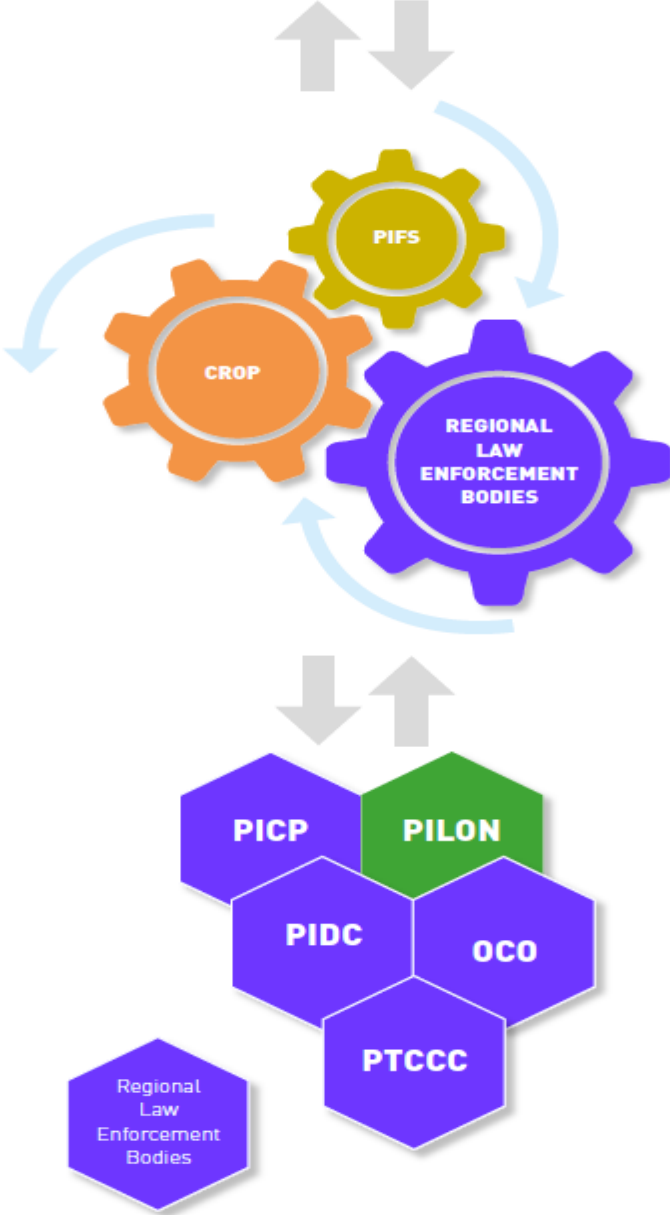 PIFS
CROP
REGIONAL
LAW
ENFORCEMENT
BODIES
PICP
PILON
PIDC
OCO
PTCCC
Regional
Law
Enforcement
Bodies